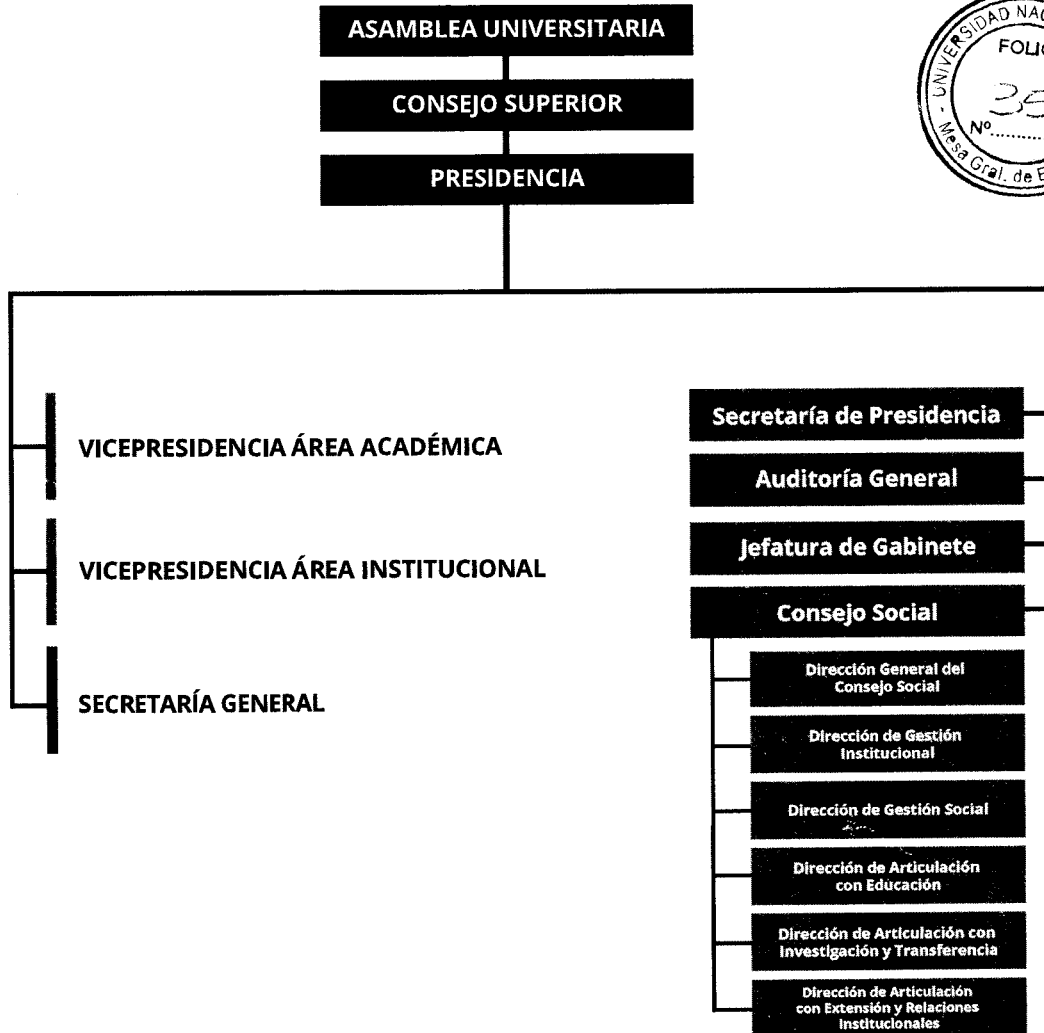 ASAMBLEA UNIVERSITARIA
CONSEJO SUPERIOR
PRESIDENCIA
FOLIO
Nº
VICEPRESIDENCIA ÁREA ACADÉMICA
VICEPRESIDENCIA ÁREA INSTITUCIONAL
SECRETARÍA GENERAL
Secretaría de Presidencia
Auditoría General
Jefatura de Gabinete
Consejo Social
Dirección General del
Consejo Social
Dirección de Gestión
Institucional
Dirección de Gestión Social
Dirección de Articulación
con Educación
Dirección de Articulación con
Investigación y Transferencia
Dirección de Articulación
con Extensión y Relaciones
Institucionales